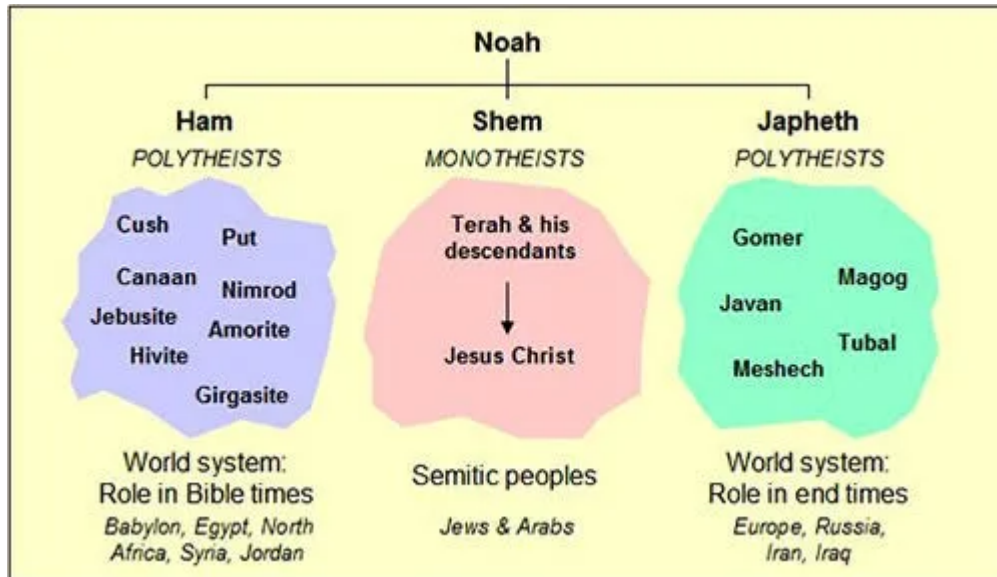 Noah
Ham
POLYTHEISTS
Cush
Put
Canaan
Nimrod
Jebusite
Amorite
Hivite
Girgasite
World system:
Role in Bible times
Babylon, Egypt, North
Africa, Syria, Jordan
Shem
MONOTHEISTS
Terah & his
descendants
Jesus Christ
Semitic peoples
Jews & Arabs
Japheth
POLYTHEISTS
Gomer
Magog
Javan
Tubal
Meshech
World system:
Role in end times
Europe, Russia,
Iran, Iraq